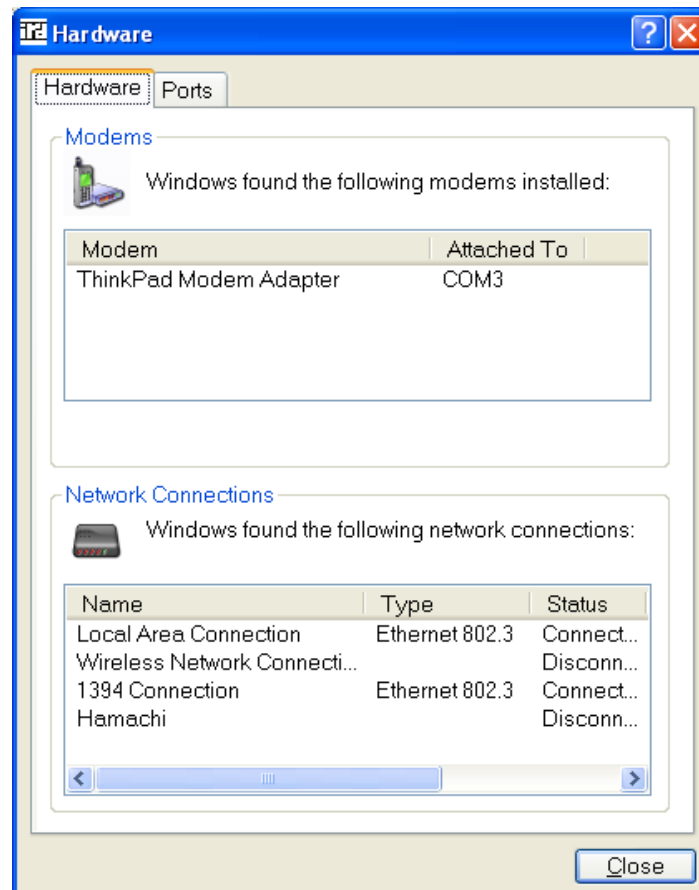 Hardware
Hardware Ports
Modems
Windows found the following modems installed:
Modem Attached To
ThinkPad Modem Adapter COM3
Network Connections
Windows found the following network connections:
Name Type Status
Local Area Connection Ethernet 802.3 Connect...
Wireless Network Connecti... Disconn...
1394 Connection Ethernet 802.3 Connect...
Hamachi Disconn...
Close